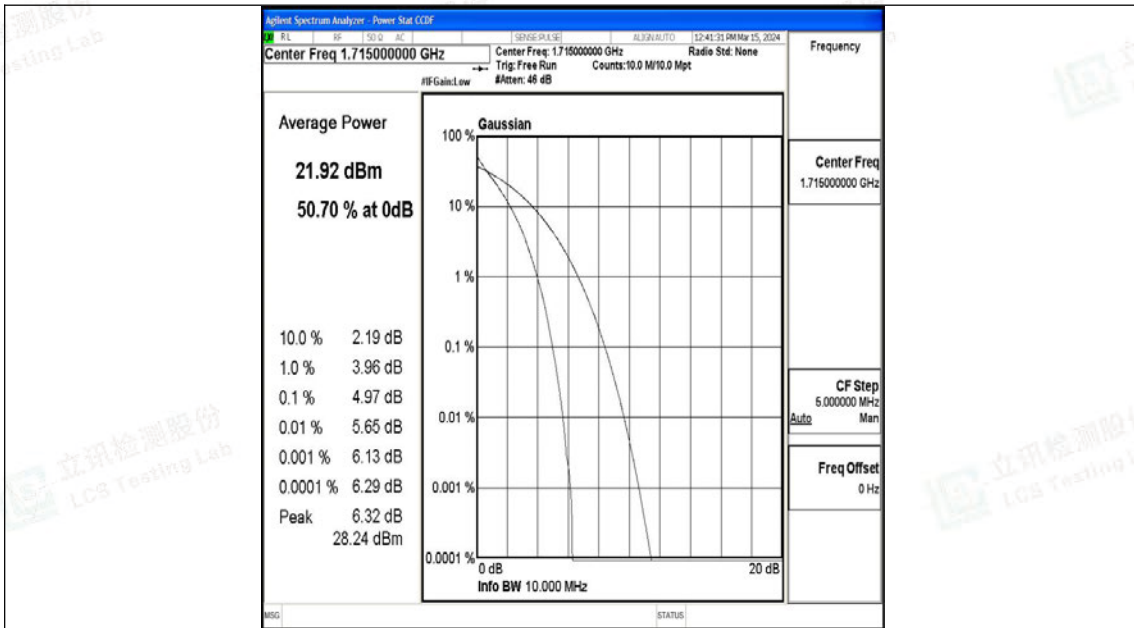 Agilent Spectrum Analyzer - Power Stat CCDF
RL RF 50 Ω AC SENSE:PULSE ALIGNAUTO 12:41:31 PM Mar 15, 2024
Center Freq 1.715000000 GHz
Center Freq: 1.715000000 GHz Radio Std: None
Trig: Free Run Counts:10.0 M/10.0 Mpt
#IFGain:Low #Atten: 46 dB
Frequency
Average Power
21.92 dBm
50.70 % at 0dB
10.0 % 2.19 dB
1.0 % 3.96 dB
0.1 % 4.97 dB
0.01 % 5.65 dB
0.001 % 6.13 dB
0.0001 % 6.29 dB
Peak 6.32 dB
28.24 dBm
Gaussian
100 %
10 %
1 %
0.1 %
0.01 %
0.001 %
0.0001 %
0 dB 20 dB
Info BW 10.000 MHz
Center Freq
1.715000000 GHz
CF Step
5.000000 MHz
Auto Man
Freq Offset
0 Hz
MSG STATUS
立讯检测股份
LCS Testing Lab